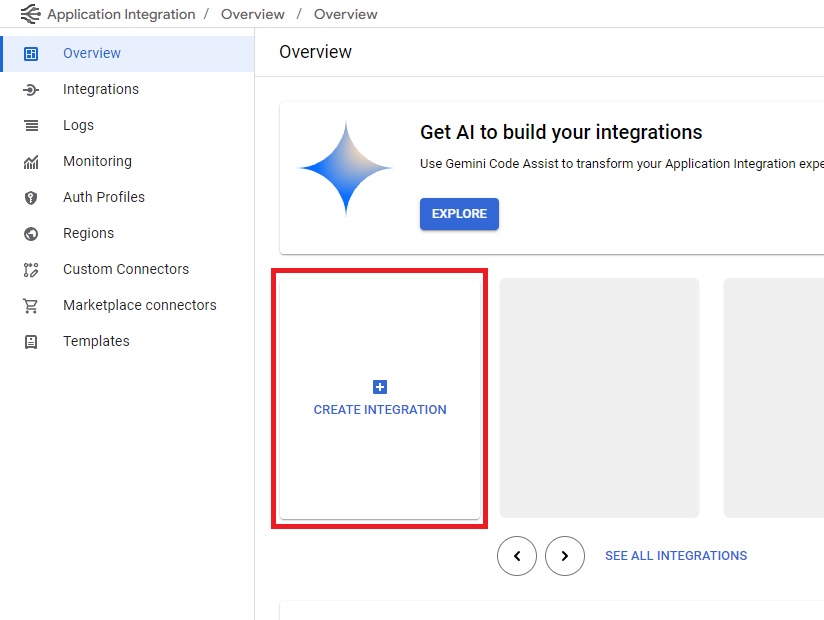 Application Integration / Overview / Overview
Overview
Integrations
Logs
Monitoring
Auth Profiles
Regions
Custom Connectors
Marketplace connectors
Templates
Overview
Get AI to build your integrations
Use Gemini Code Assist to transform your Application Integration expe
EXPLORE
CREATE INTEGRATION
SEE ALL INTEGRATIONS